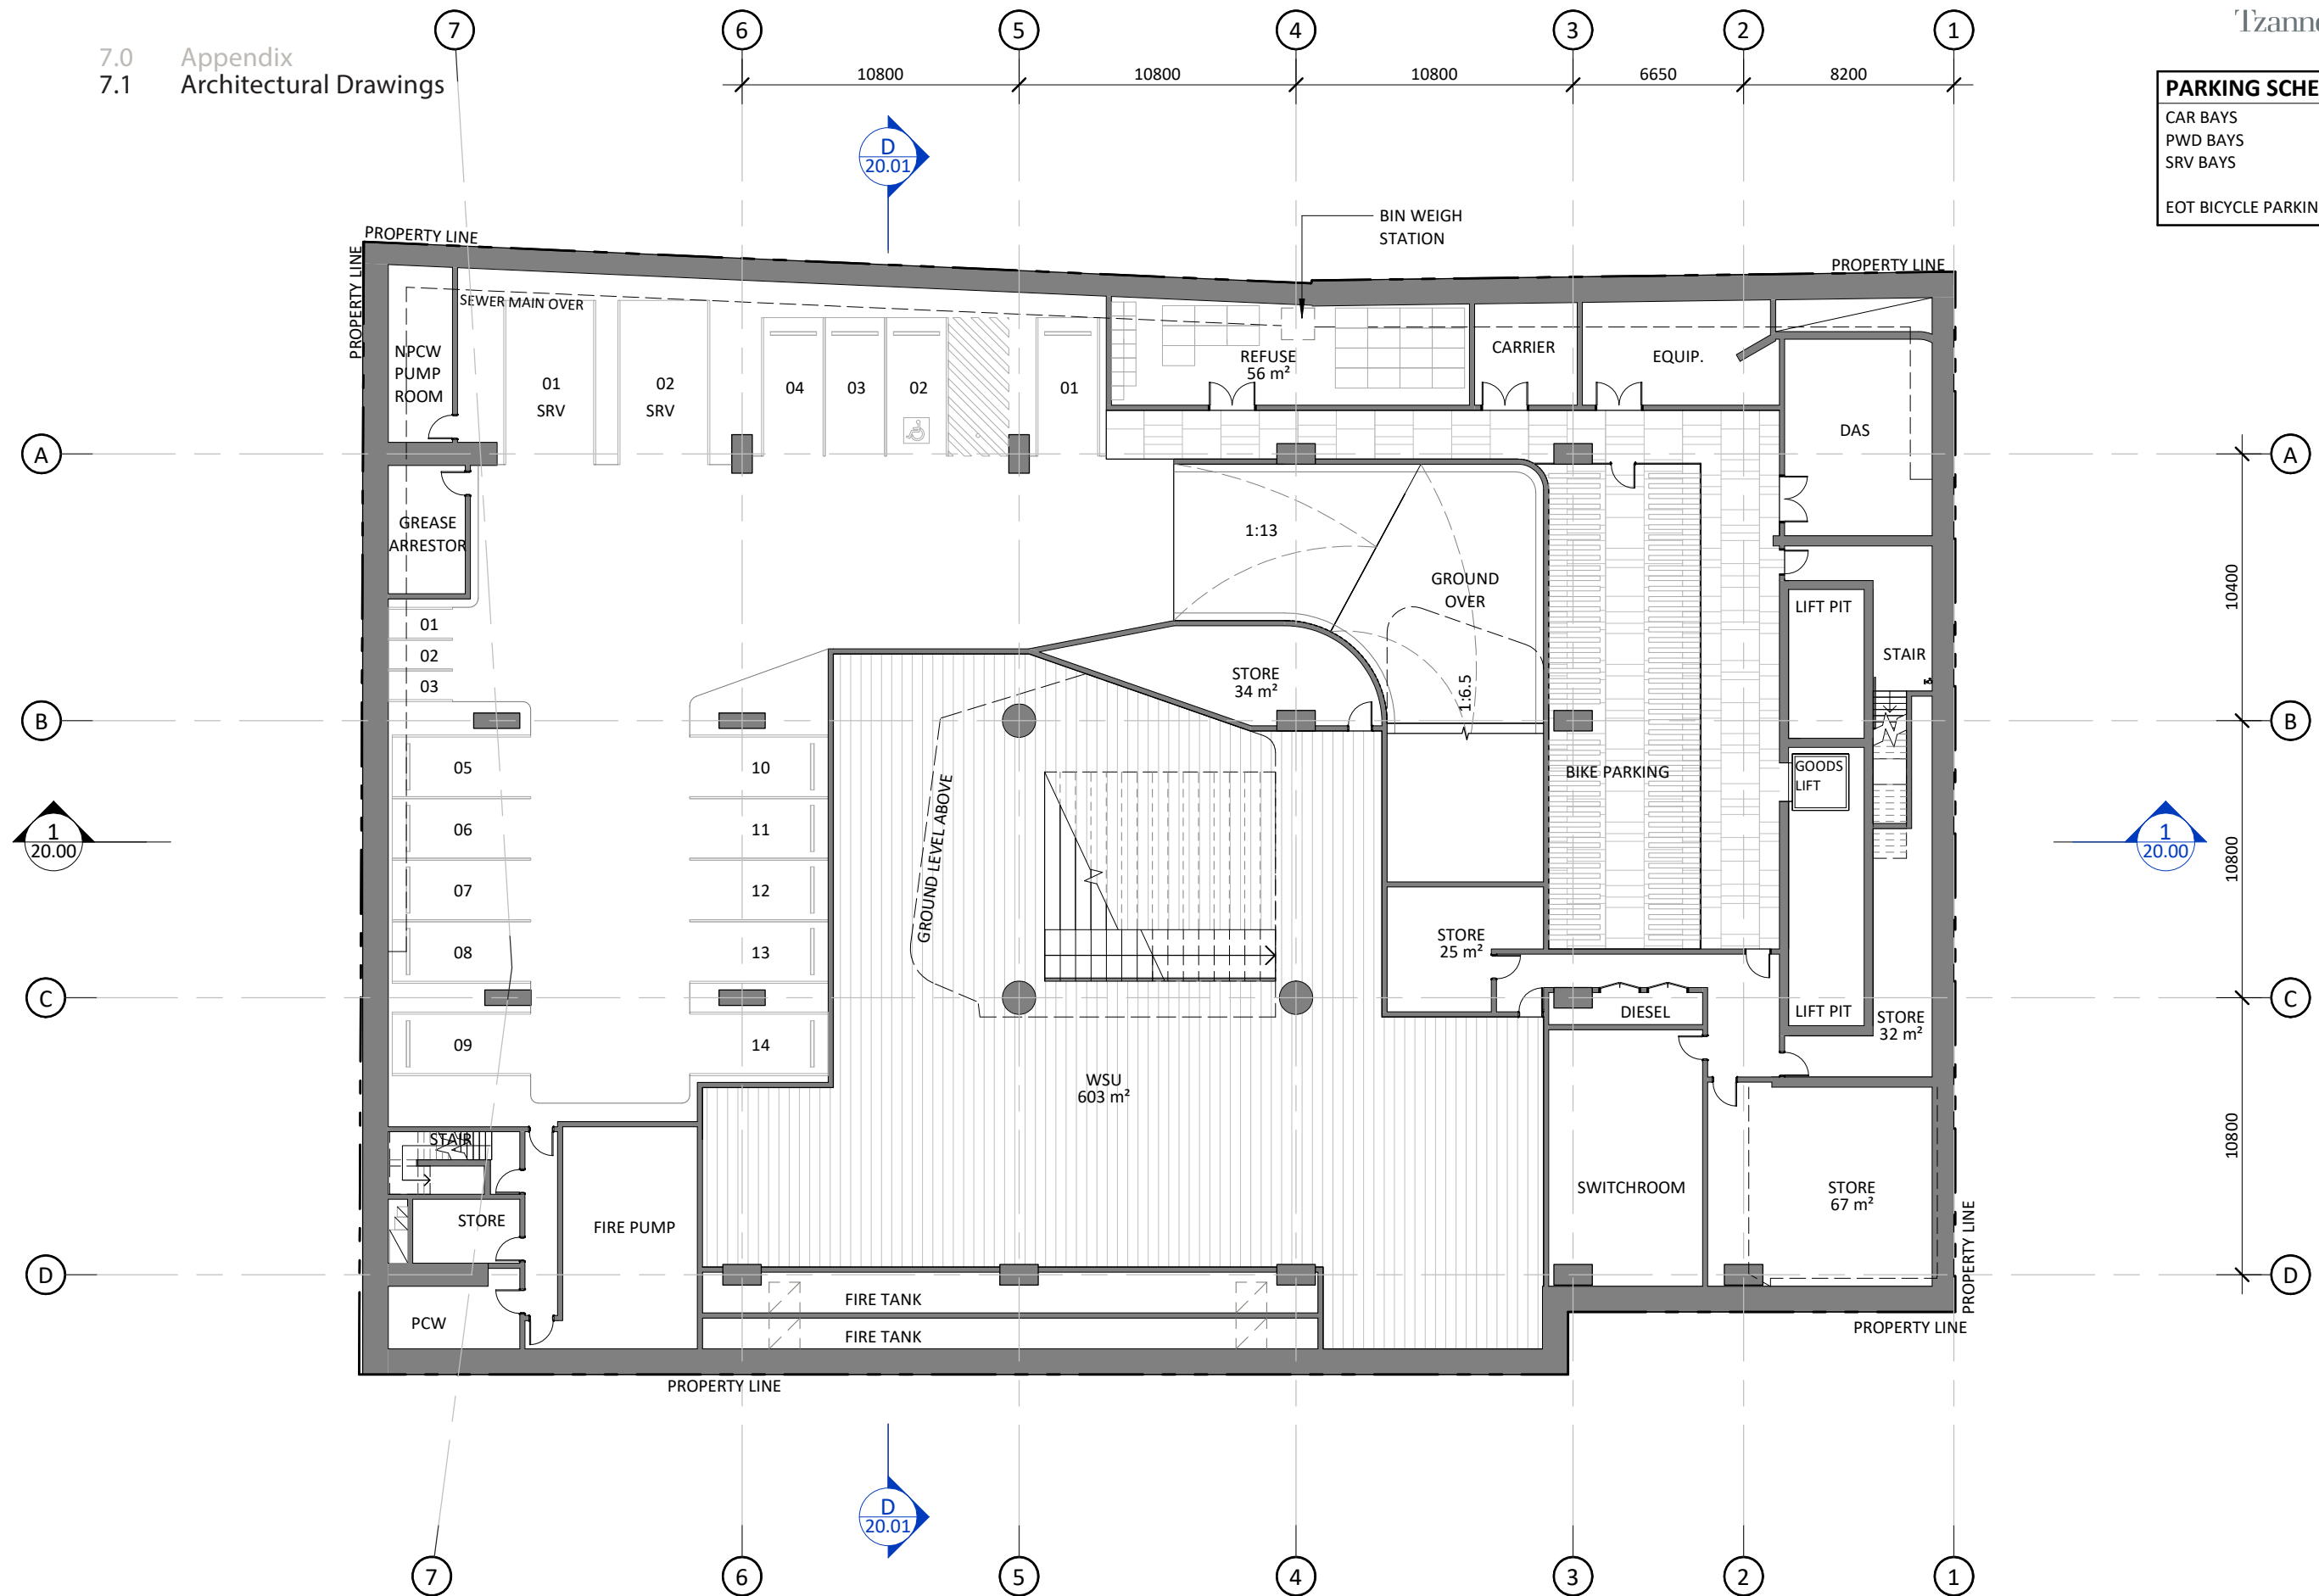 7.0 Appendix
7.1 Architectural Drawings
7
6
5
4
3
2
1
10800
10800
10800
6650
8200
PARKING SCHE
CAR BAYS
PWD BAYS
SRV BAYS
EOT BICYCLE PARKIN
D
20.01
BIN WEIGH
STATION
PROPERTY LINE
PROPERTY LINE
PROPERTY LINE
SEWER MAIN OVER
NPCW
PUMP
ROOM
01
SRV
02
SRV
04
03
02
01
REFUSE
56 m²
CARRIER
EQUIP.
DAS
A
A
GREASE
ARRESTOR
1:13
GROUND
OVER
1:6.5
LIFT PIT
10400
01
02
03
STORE
34 m²
STAIR
B
B
05
06
07
08
09
10
11
12
13
14
GROUND LEVEL ABOVE
BIKE PARKING
GOODS
LIFT
1
20.00
1
20.00
10800
STORE
25 m²
C
C
DIESEL
LIFT PIT
STORE
32 m²
WSU
603 m²
10800
STAIR
STORE
FIRE PUMP
SWITCHROOM
STORE
67 m²
PROPERTY LINE
D
D
FIRE TANK
FIRE TANK
PCW
PROPERTY LINE
PROPERTY LINE
D
20.01
7
6
5
4
3
2
1